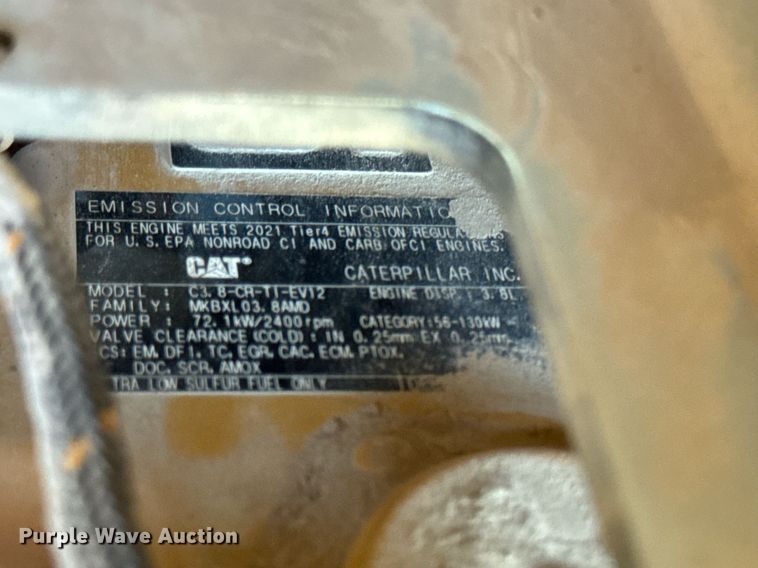 EMISSION CONTROL INFORMATIO
THIS ENGINE MEETS 2021 Tier4 EMISSION REGULATIONS
FOR U.S. EPA NONROAD CI AND CARB OFCI ENGINES.
CAT CATERPILLAR INC.
MODEL : C3.8-CR-TI-EV12 ENGINE DISP.: 3.8L
FAMILY: MKBXL03.8AMD
POWER : 72.1kW/2400rpm CATEGORY:56-130kW
VALVE CLEARANCE(COLD): IN 0.25mm EX 0.25mm
CS: EM, DFI, TC, EGR, CAC, ECM, PTOX,
DOC, SCR, AMOX
TRA LOW SULFUR FUEL ONLY
Purple Wave Auction